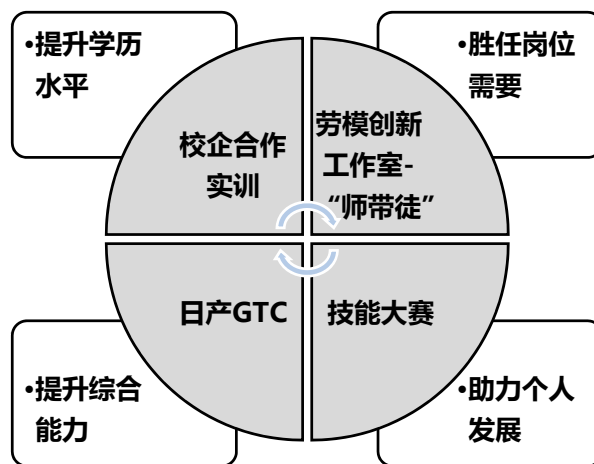 •提升学历
水平
•胜任岗位
需要
校企合作
实训
劳模创新
工作室-
“师带徒”
日产GTC
技能大赛
•提升综合
能力
•助力个人
发展